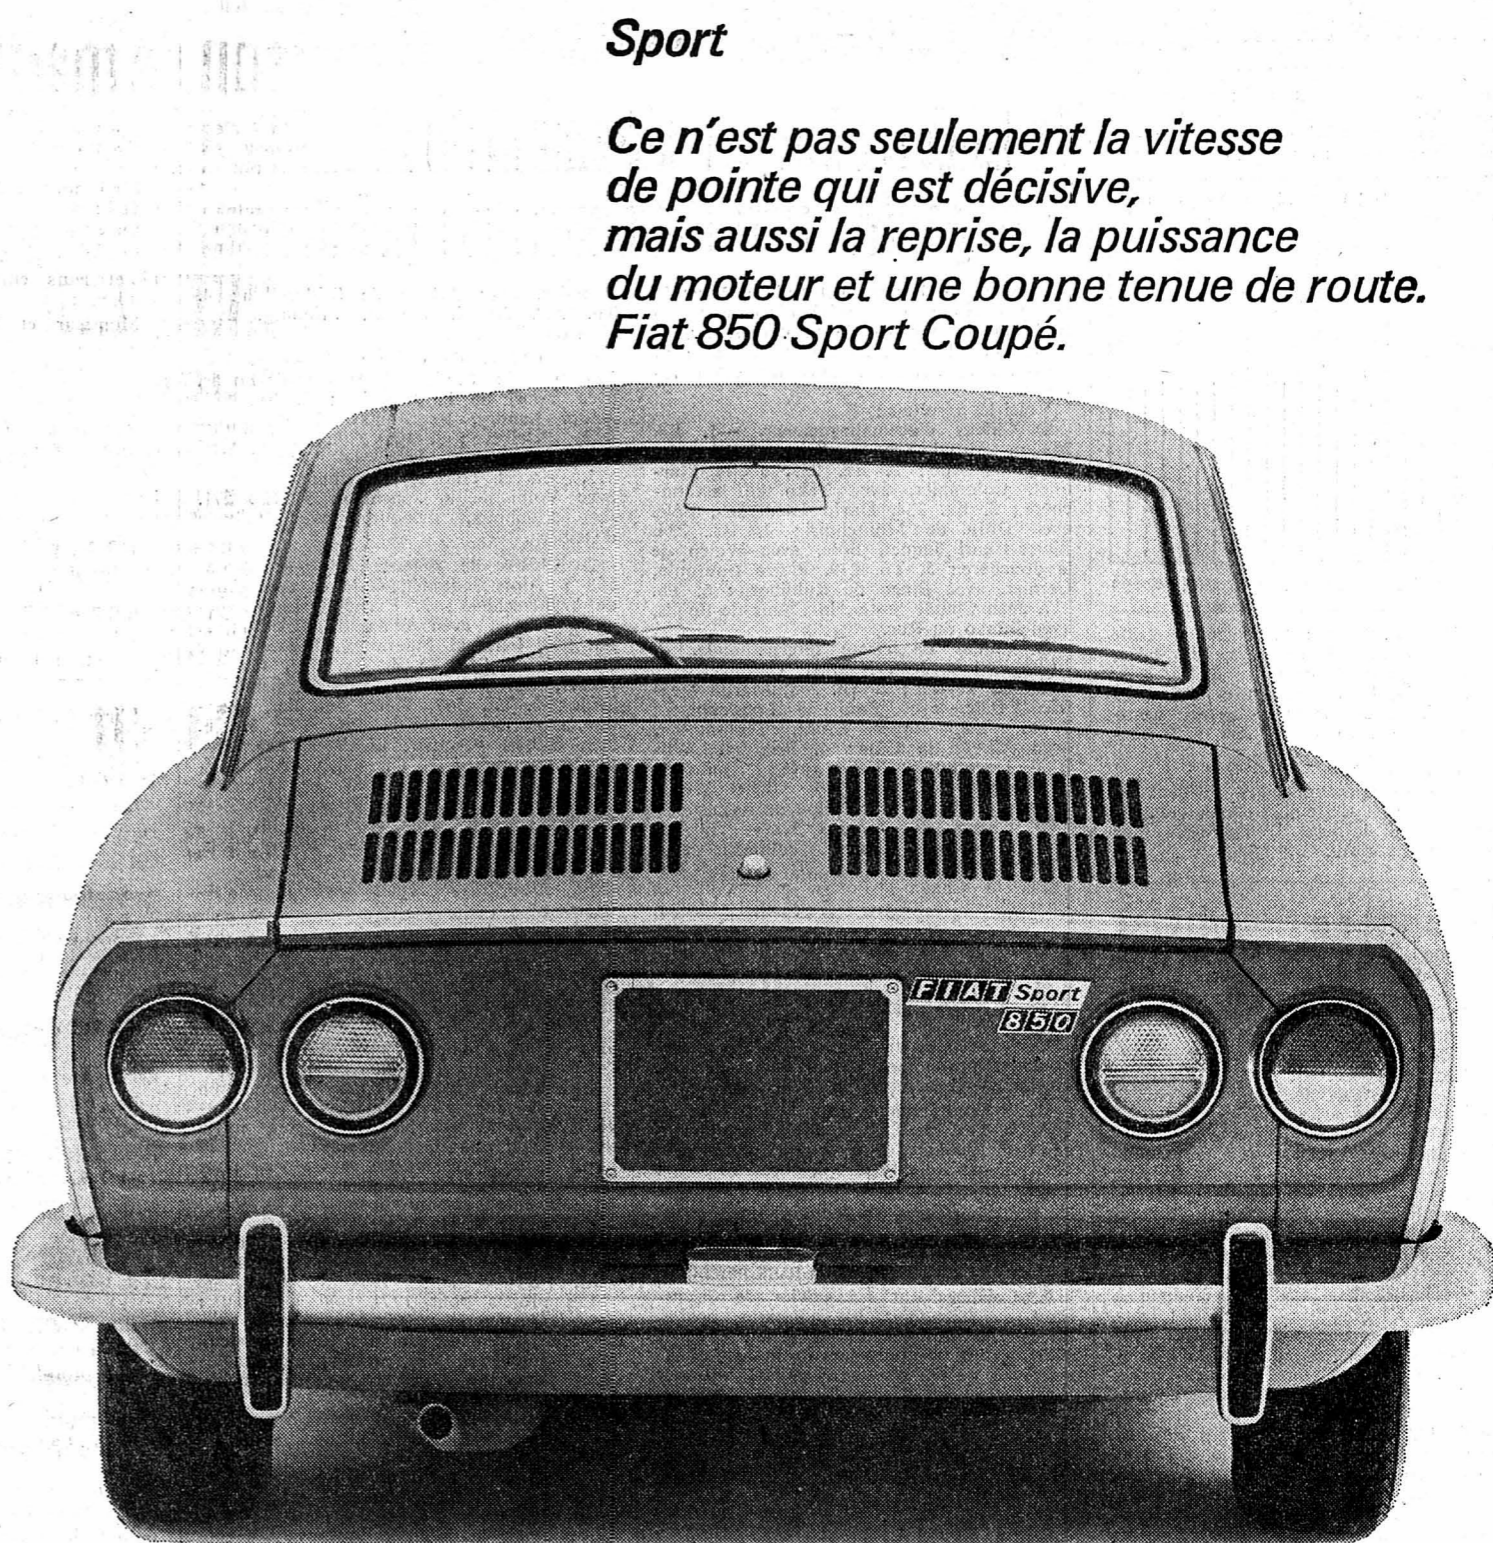 Sport
Ce n'est pas seulement la vitesse
de pointe qui est décisive,
mais aussi la reprise, la puissance
du moteur et une bonne tenue de route.
Fiat 850 Sport Coupé.
FIAT Sport
850